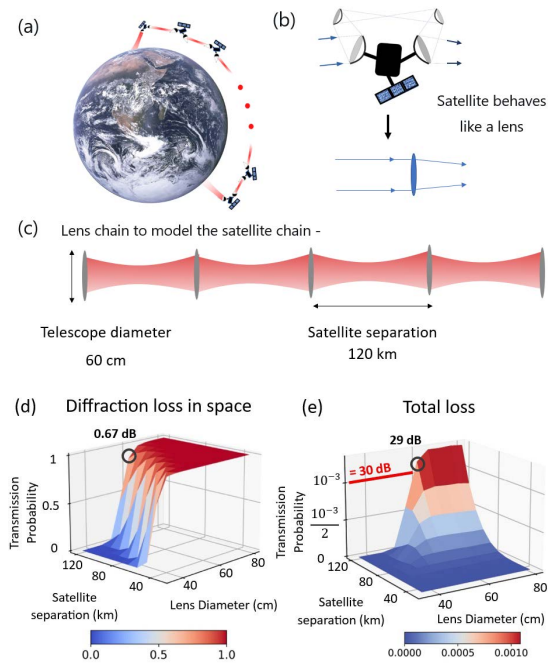 (a)
(b)
Satellite behaves
like a lens
(c)
Lens chain to model the satellite chain -
Telescope diameter
60 cm
Satellite separation
120 km
(d)
Diffraction loss in space
0.67 dB
1
0.5
0
Transmission
Probability
120
80
40
Satellite
separation (km)
40
60
80
Lens Diameter (cm)
0.0
0.5
1.0
(e)
Total loss
29 dB
= 30 dB
10⁻³
10⁻³
2
0
Transmission
Probability
120
80
40
Satellite
separation (km)
40
60
80
Lens Diameter (cm)
0.0000
0.0005
0.0010